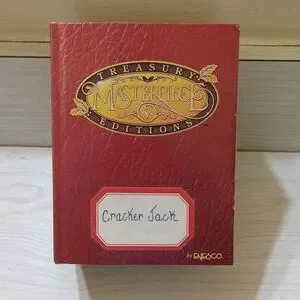 TREASURY
MASTERPIECE
EDITIONS
Cracker Jack
by ENESCO.